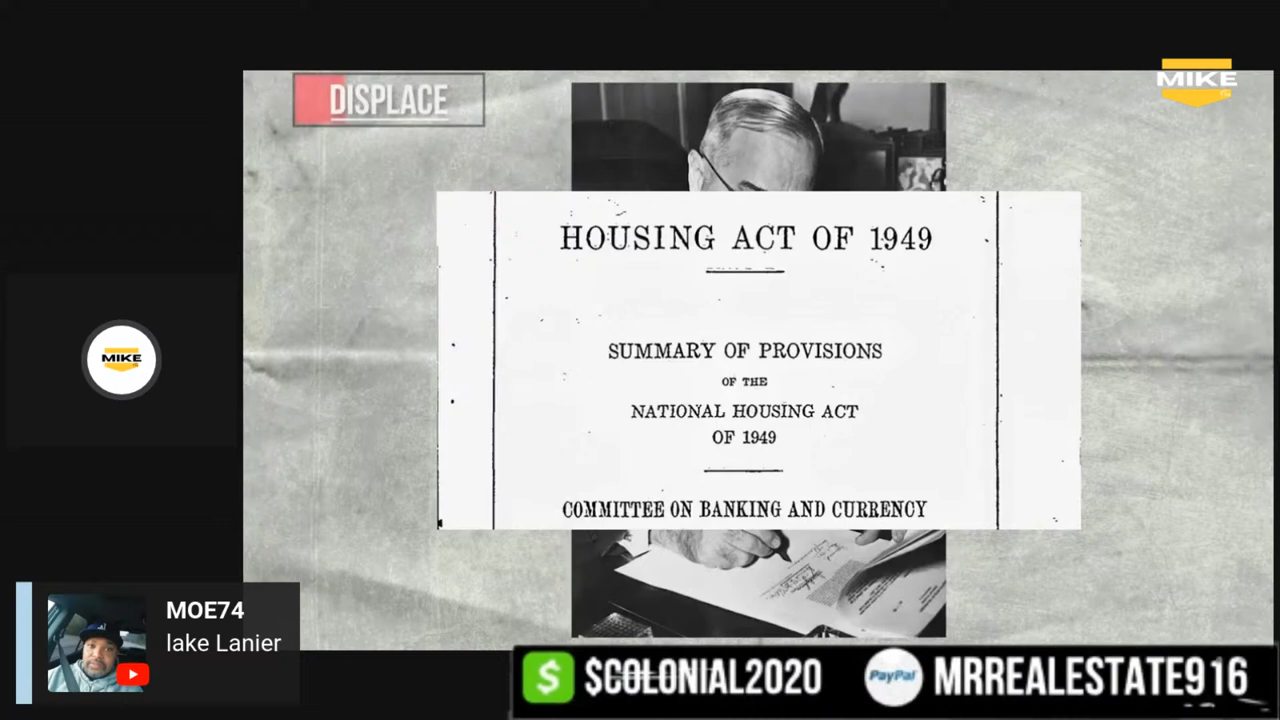 DISPLACE
MIKE
HOUSING ACT OF 1949
SUMMARY OF PROVISIONS
OF THE
NATIONAL HOUSING ACT
OF 1949
COMMITTEE ON BANKING AND CURRENCY
MIKE
MOE74
lake Lanier
$COLONIAL2020
PayPal
MRREALESTATE916